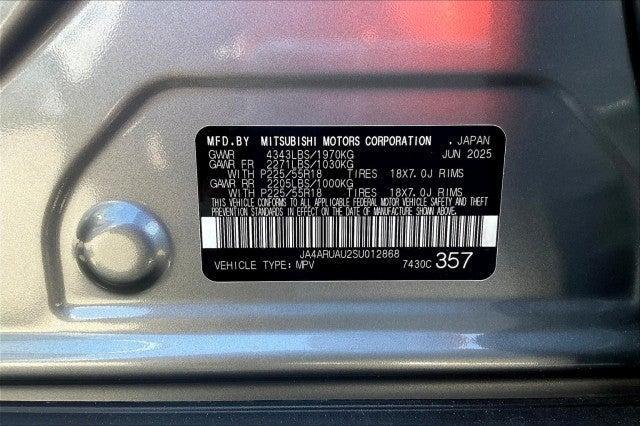 MFD.BY MITSUBISHI MOTORS CORPORATION , JAPAN
GVWR 4343LBS/1970KG JUN 2025
GAWR FR 2271LBS/1030KG
WITH P225/55R18 TIRES 18X7.0J RIMS
GAWR RR 2205LBS/1000KG
WITH P225/55R18 TIRES 18X7.0J RIMS
THIS VEHICLE CONFORMS TO ALL APPLICABLE FEDERAL MOTOR VEHICLE SAFETY AND THEFT
PREVENTION STANDARDS IN EFFECT ON THE DATE OF MANUFACTURE SHOWN ABOVE.
JA4ARUAU2SU012868
VEHICLE TYPE: MPV 7430C 357